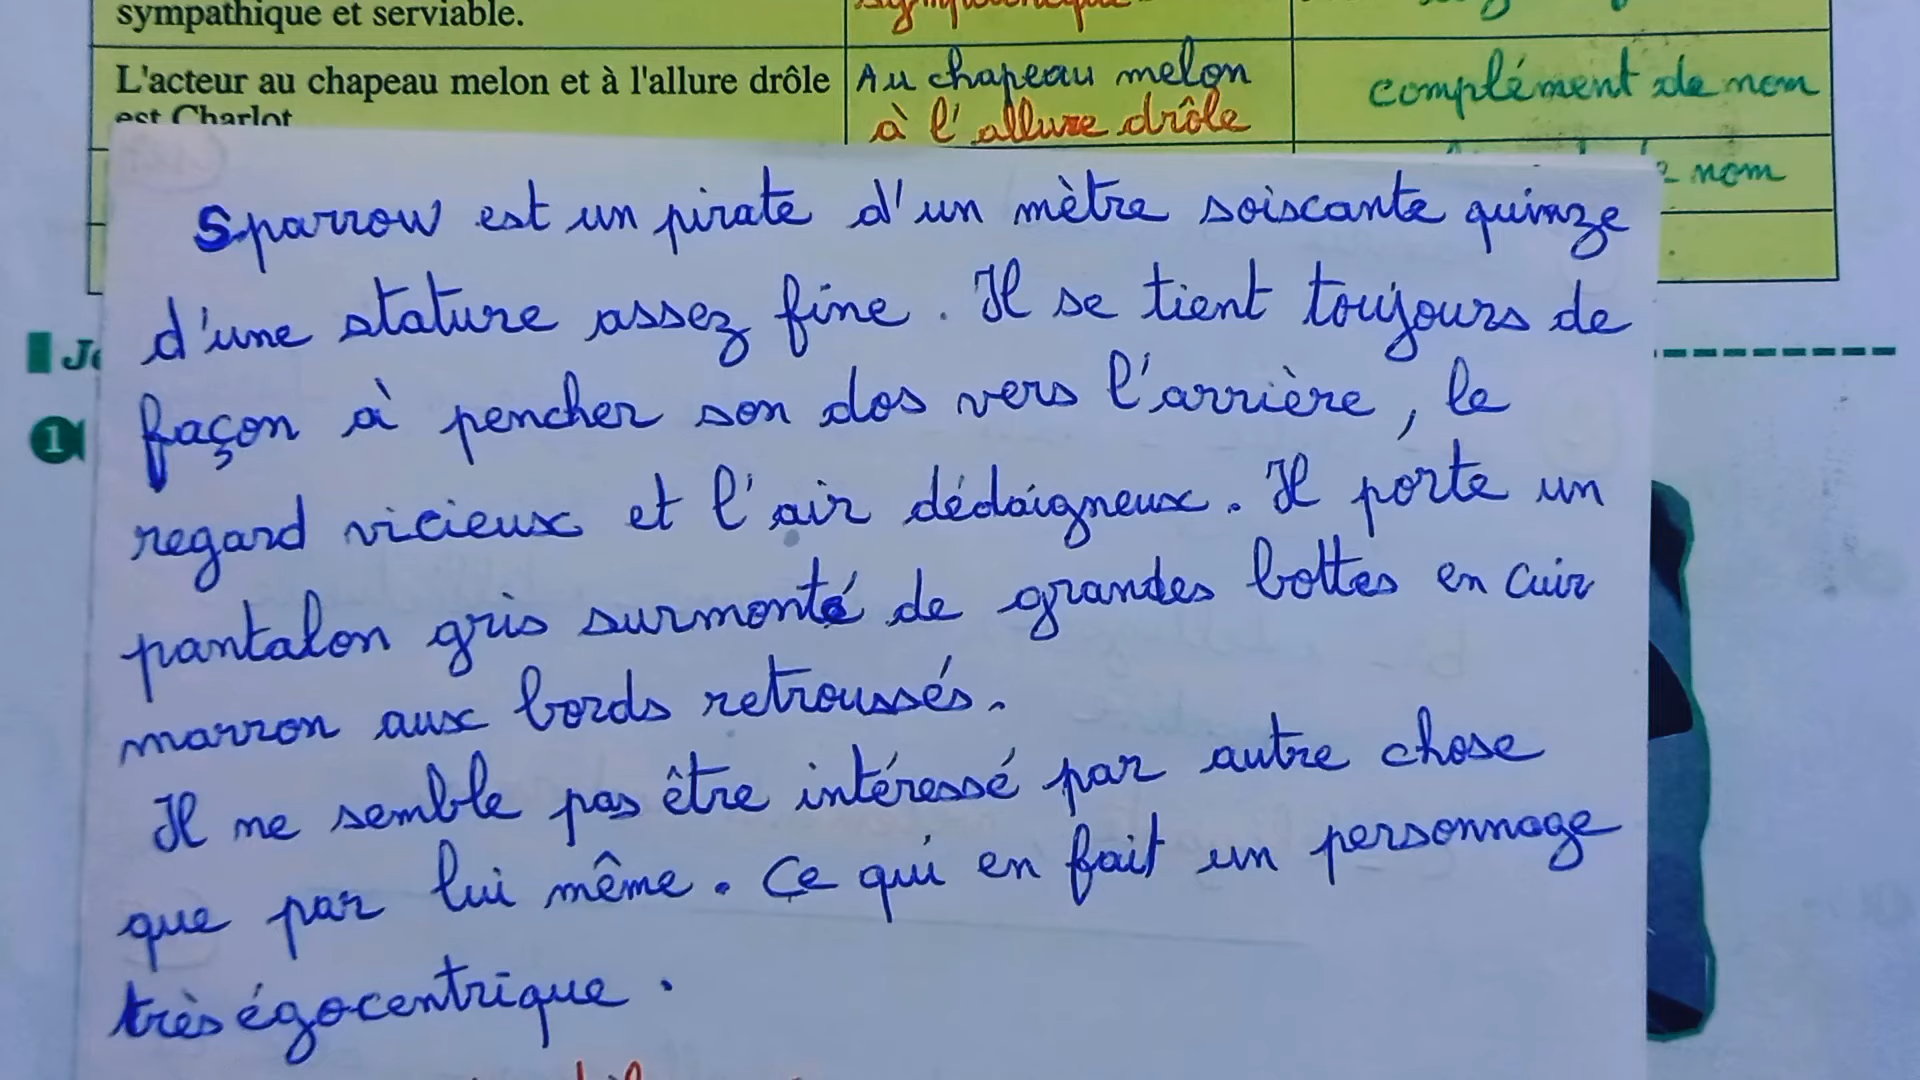 sympathique et serviable.
L'acteur au chapeau melon et à l'allure drôle
est Charlot
Au chapeau melon
à l'allure drôle
complément de nom
nom
Sparrow est un pirate d'un mètre soiscante quinze
d'une stature assez fine. Il se tient toujours de
façon à pencher son dos vers l'arrière, le
regard vicieux et l'air dédaigneux. Il porte un
pantalon gris surmonté de grandes bottes en cuir
marron aux bords retroussés.
Il ne semble pas être intéressé par autre chose
que par lui même. Ce qui en fait un personnage
très égocentrique.
1